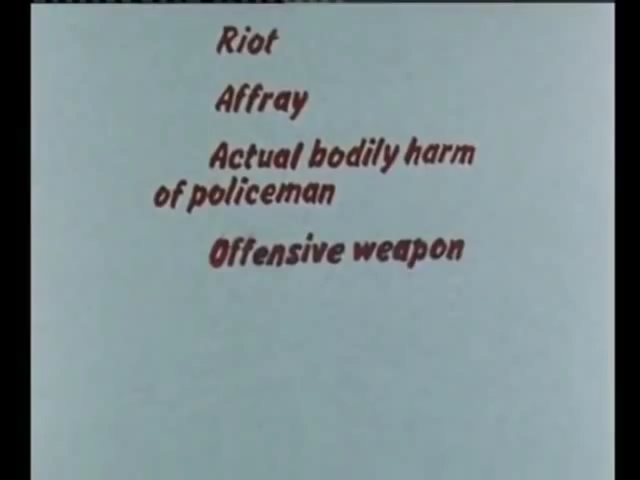 Riot
Affray
Actual bodily harm
of policeman
Offensive weapon